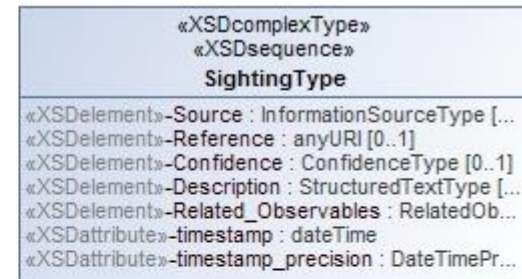 «XSDcomplexType»
«XSDsequence»
SightingType
«XSDelement»-Source : InformationSourceType [...
«XSDelement»-Reference : anyURI [0..1]
«XSDelement»-Confidence : ConfidenceType [0..1]
«XSDelement»-Description : StructuredTextType [...
«XSDelement»-Related_Observables : RelatedOb...
«XSDattribute»-timestamp : dateTime
«XSDattribute»-timestamp_precision : DateTimePr...